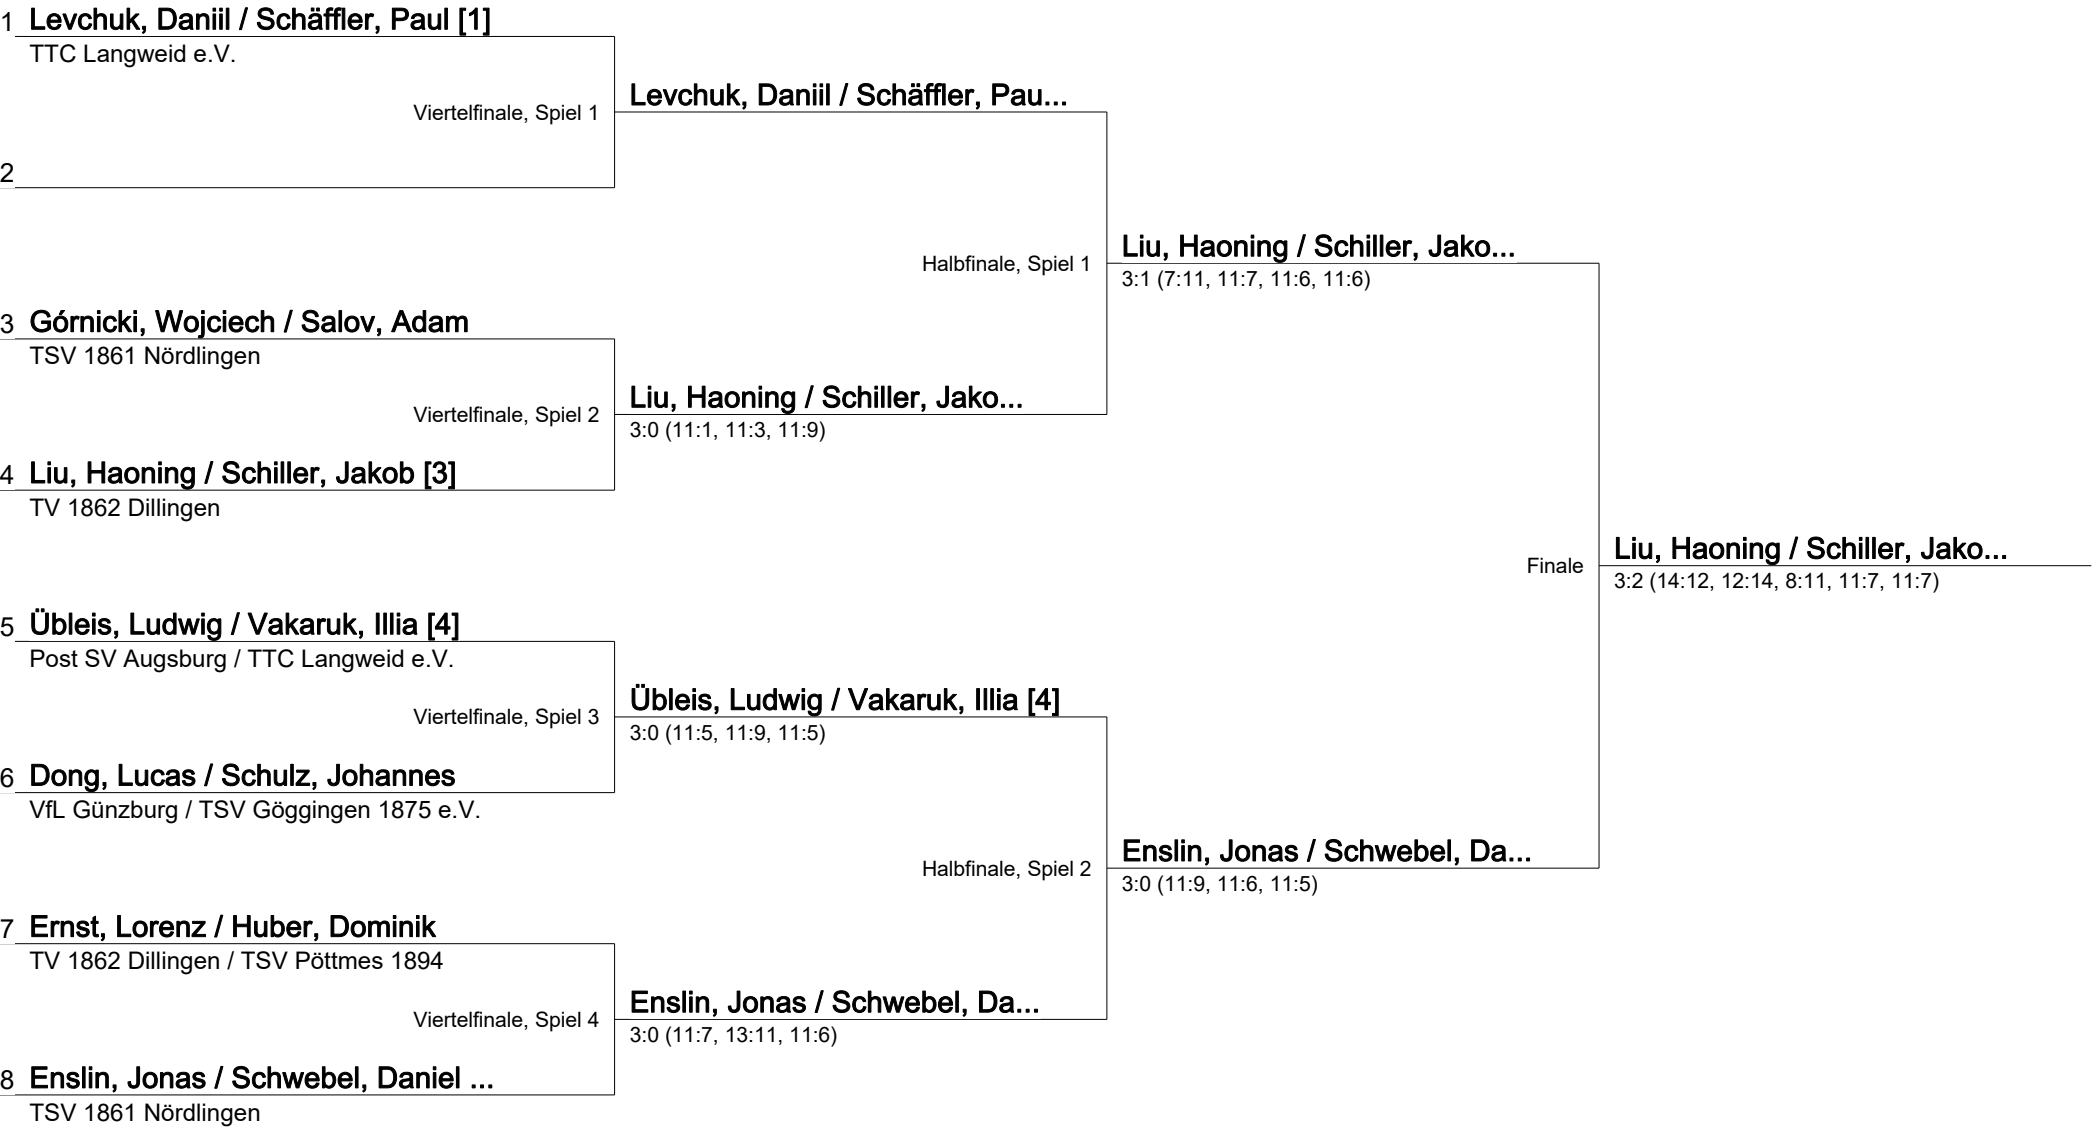 1 Levchuk, Daniil / Schäffler, Paul [1]
TTC Langweid e.V.
Viertelfinale, Spiel 1
Levchuk, Daniil / Schäffler, Pau...
2
Halbfinale, Spiel 1
Liu, Haoning / Schiller, Jako...
3:1 (7:11, 11:7, 11:6, 11:6)
3 Górnicki, Wojciech / Salov, Adam
TSV 1861 Nördlingen
Viertelfinale, Spiel 2
Liu, Haoning / Schiller, Jako...
3:0 (11:1, 11:3, 11:9)
4 Liu, Haoning / Schiller, Jakob [3]
TV 1862 Dillingen
Finale
Liu, Haoning / Schiller, Jako...
3:2 (14:12, 12:14, 8:11, 11:7, 11:7)
5 Übleis, Ludwig / Vakaruk, Illia [4]
Post SV Augsburg / TTC Langweid e.V.
Viertelfinale, Spiel 3
Übleis, Ludwig / Vakaruk, Illia [4]
3:0 (11:5, 11:9, 11:5)
6 Dong, Lucas / Schulz, Johannes
VfL Günzburg / TSV Göggingen 1875 e.V.
Halbfinale, Spiel 2
Enslin, Jonas / Schwebel, Da...
3:0 (11:9, 11:6, 11:5)
7 Ernst, Lorenz / Huber, Dominik
TV 1862 Dillingen / TSV Pöttmes 1894
Viertelfinale, Spiel 4
Enslin, Jonas / Schwebel, Da...
3:0 (11:7, 13:11, 11:6)
8 Enslin, Jonas / Schwebel, Daniel ...
TSV 1861 Nördlingen